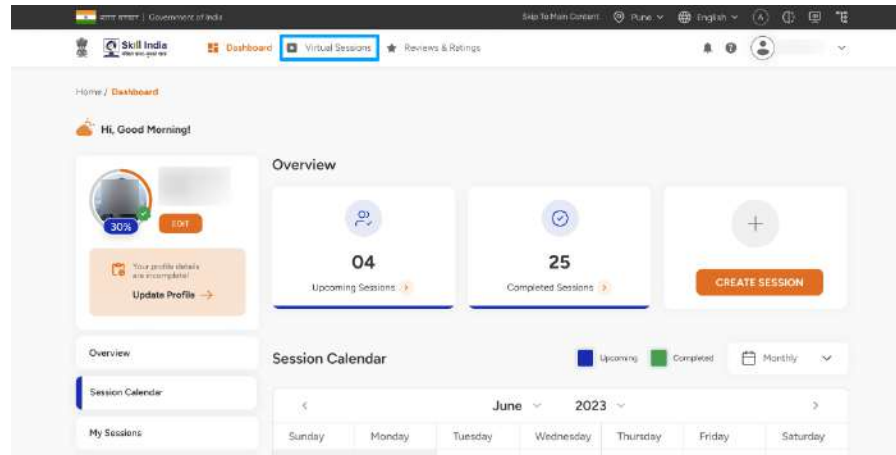 भारत सरकार | Government of India
Skip To Main Content
Pune
English
Skill India
Dashboard
Virtual Sessions
Reviews & Ratings
Home / Dashboard
Hi, Good Morning!
30%
EDIT
Your profile details
are incomplete!
Update Profile
Overview
04
Upcoming Sessions
25
Completed Sessions
CREATE SESSION
Overview
Session Calendar
My Sessions
Session Calendar
Upcoming
Completed
Monthly
June 2023
Sunday Monday Tuesday Wednesday Thursday Friday Saturday